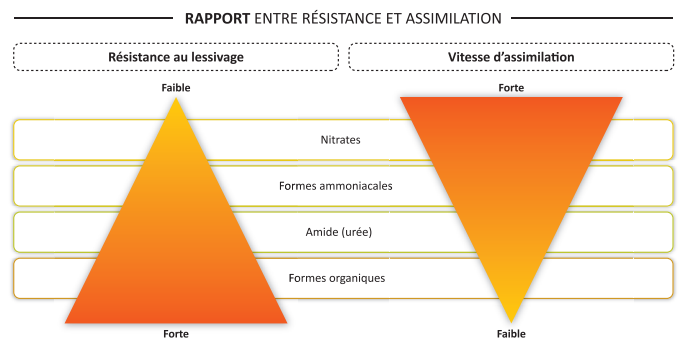 RAPPORT ENTRE RÉSISTANCE ET ASSIMILATION
Résistance au lessivage
Vitesse d'assimilation
Faible
Forte
Nitrates
Formes ammoniacales
Amide (urée)
Formes organiques
Forte
Faible